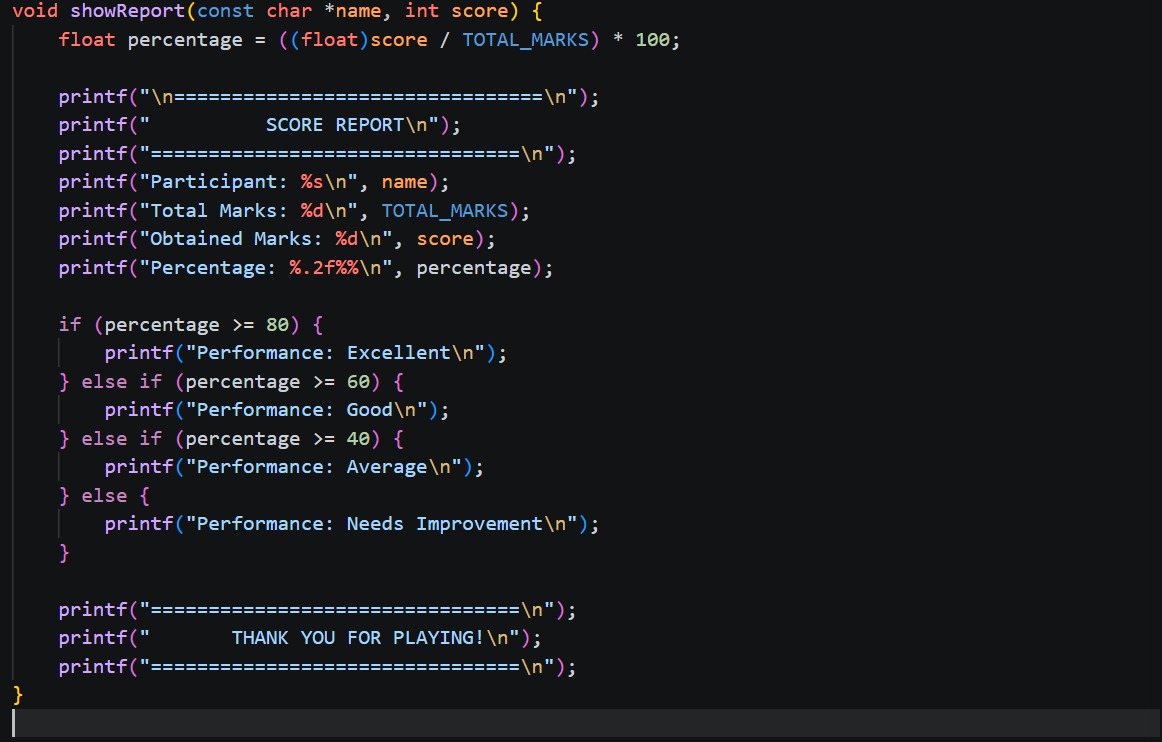 void showReport(const char *name, int score) {
    float percentage = ((float)score / TOTAL_MARKS) * 100;

    printf("\n================================\n");
    printf("          SCORE REPORT\n");
    printf("================================\n");
    printf("Participant: %s\n", name);
    printf("Total Marks: %d\n", TOTAL_MARKS);
    printf("Obtained Marks: %d\n", score);
    printf("Percentage: %.2f%%\n", percentage);

    if (percentage >= 80) {
        printf("Performance: Excellent\n");
    } else if (percentage >= 60) {
        printf("Performance: Good\n");
    } else if (percentage >= 40) {
        printf("Performance: Average\n");
    } else {
        printf("Performance: Needs Improvement\n");
    }

    printf("================================\n");
    printf("       THANK YOU FOR PLAYING!\n");
    printf("================================\n");
}